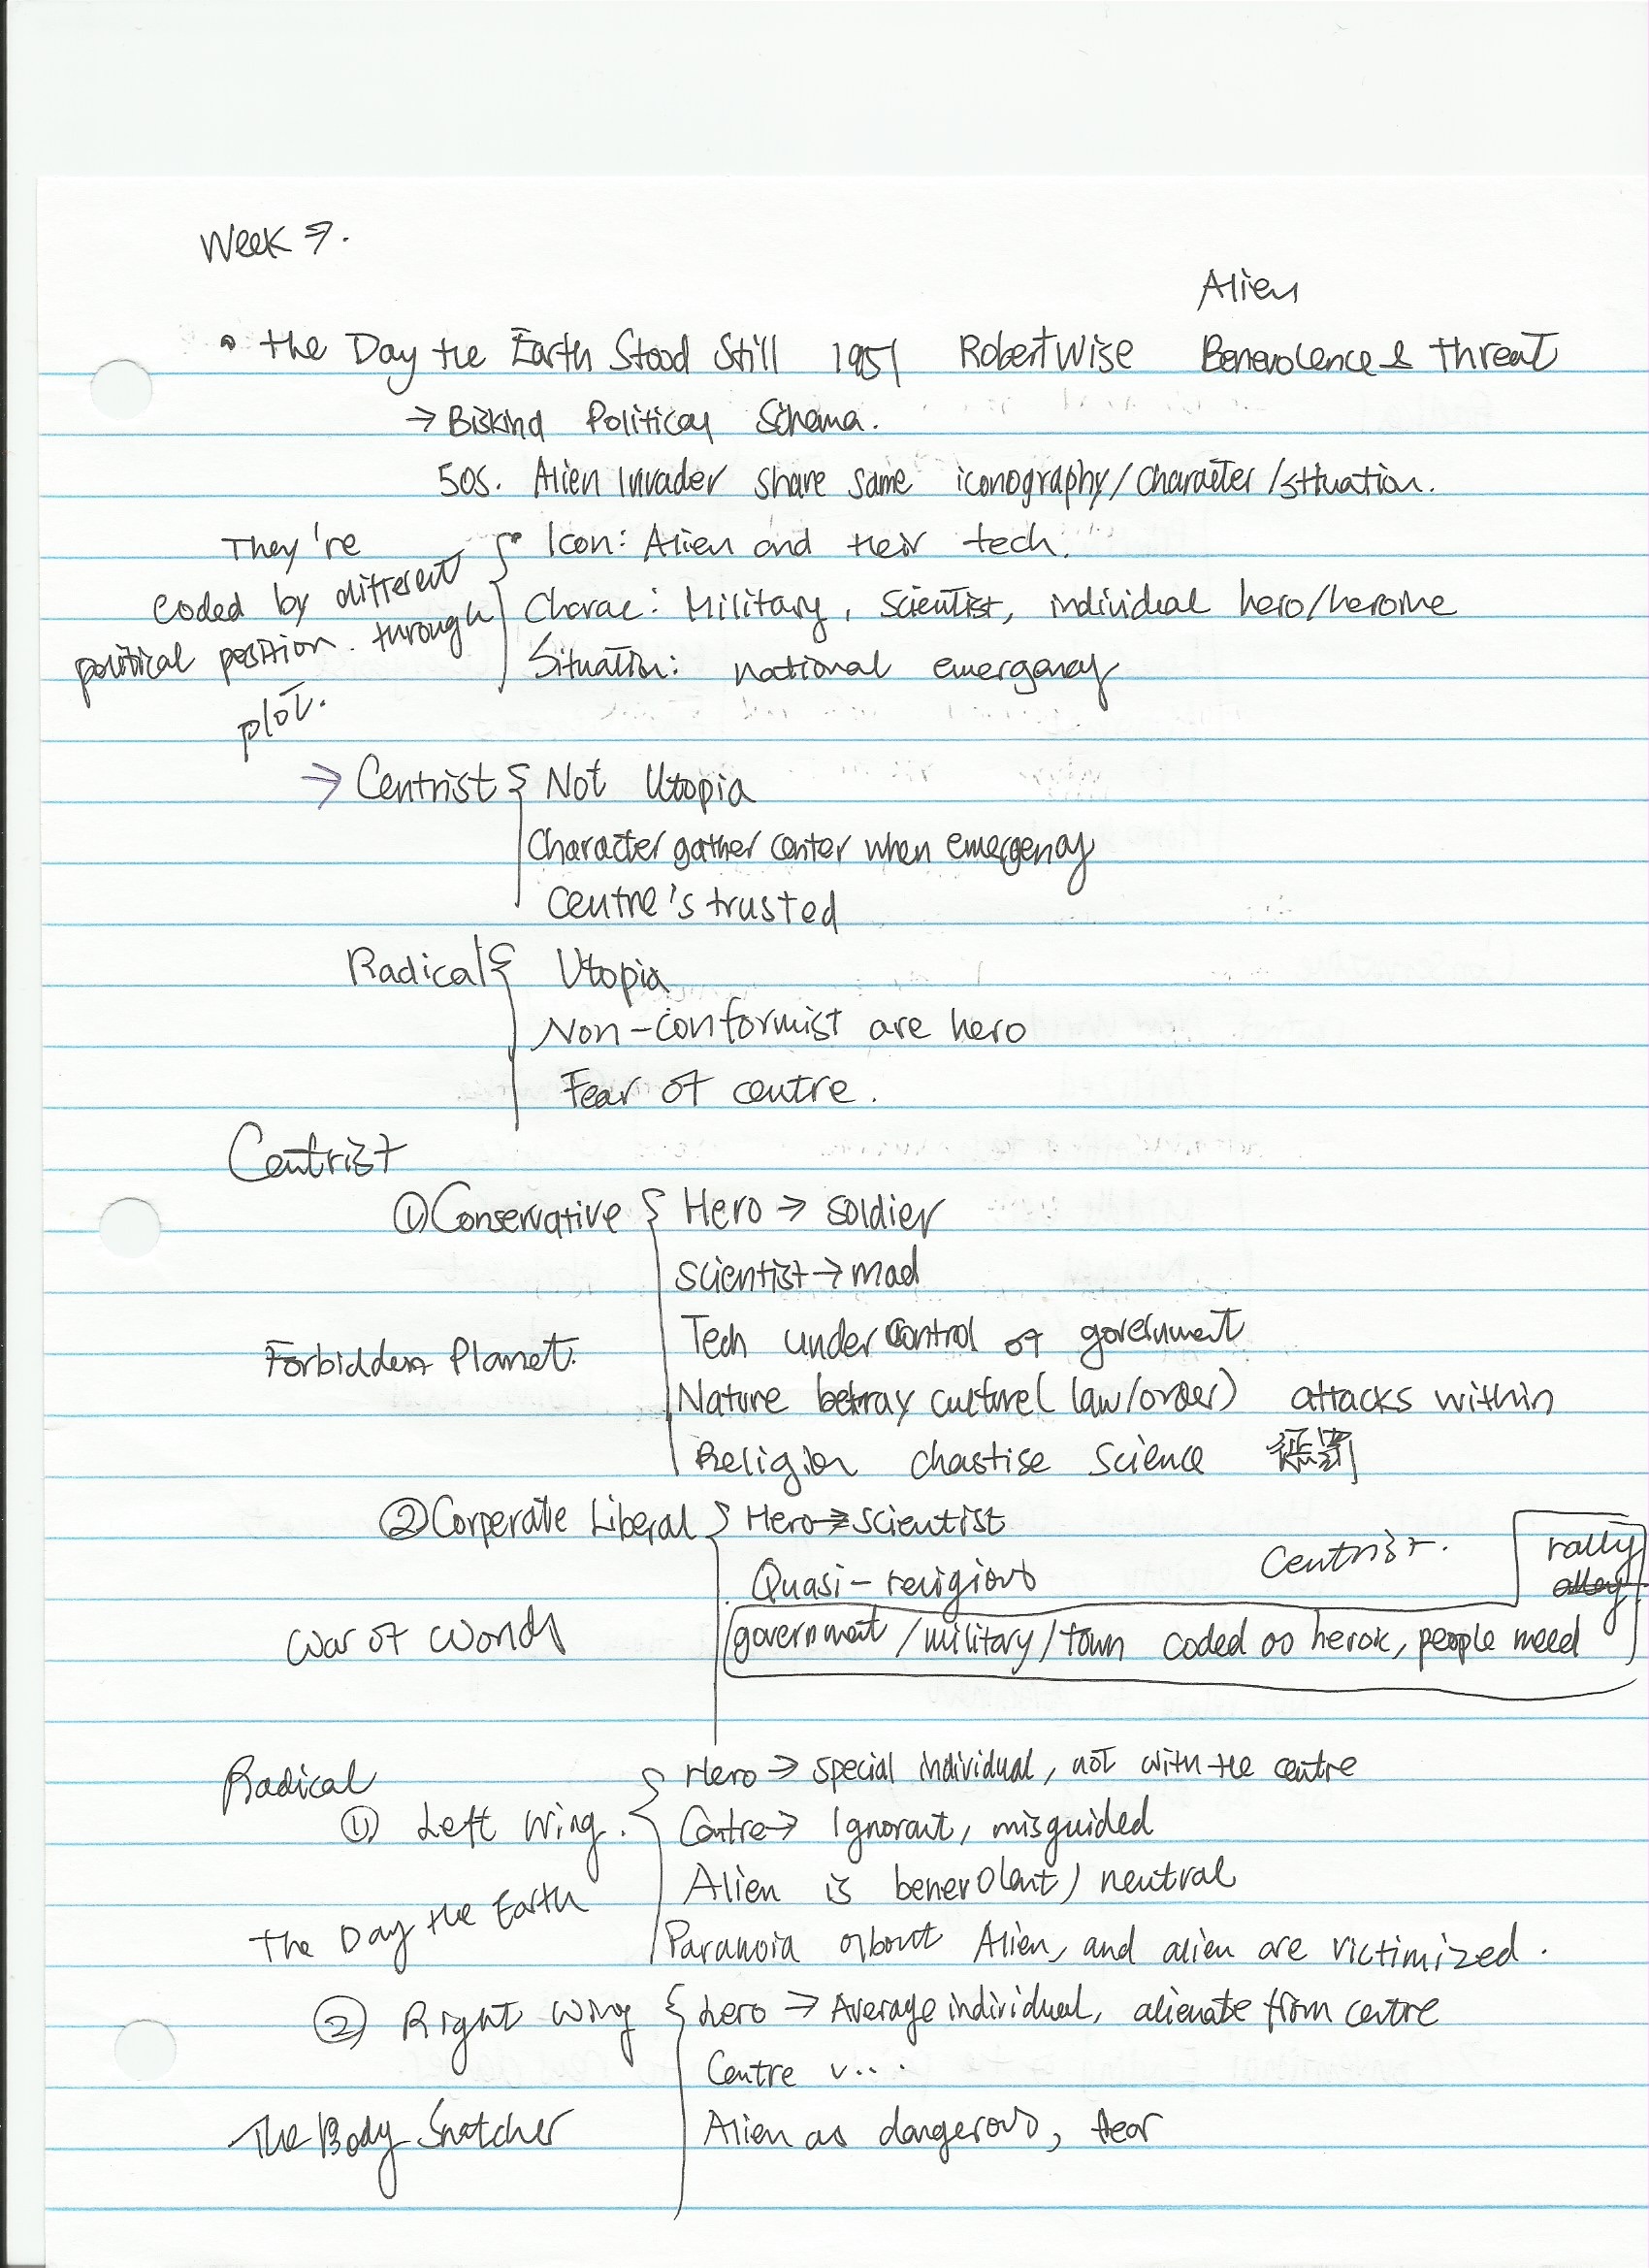 Week 7.
Alien
• the Day the Earth Stood Still 1951 Robert Wise Benevolence & threat
→ Biskind Political Schema.
50s. Alien Invader share same iconography/character/situation.
They're coded by different political position through plot.
Icon: Alien and their tech.
Charac: Military, Scientist, individual hero/heroine
Situation: national emergency
→ Centrist { Not Utopia
Character gather center when emergency
Centre's trusted
Radical { Utopia
Non-conformist are hero
Fear of centre.
Centrist
① Conservative { Hero → soldier
Scientist → mad
Forbidden Planet.
Tech under control of government
Nature betray culture (law/order) attacks within
Religion chastise science 惩罚
② Corperate Liberal { Hero → scientist
Quasi-religious
Centrist.
rally
alley
War of Worlds
government/military/town coded as heroic, people need
Radical
① Left Wing. { Hero → special individual, not with the centre
Centre → Ignorant, misguided
Alien is benevolent/neutral
The Day the Earth
Paranoia about Alien, and alien are victimized.
② Right Wing { hero → Average individual, alienate from centre
Centre ...
Alien as dangerous, fear
The Body Snatcher